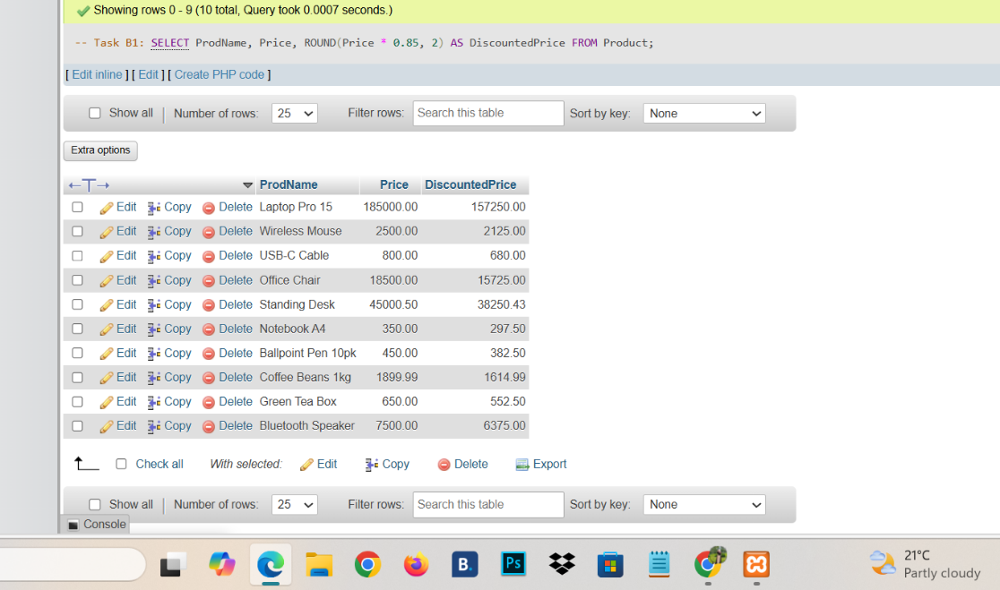 Showing rows 0 - 9 (10 total, Query took 0.0007 seconds.)
-- Task B1: SELECT ProdName, Price, ROUND(Price * 0.85, 2) AS DiscountedPrice FROM Product;
[ Edit inline ] [ Edit ] [ Create PHP code ]
Show all | Number of rows: 25 Filter rows: Search this table Sort by key: None
Extra options
←T→ ProdName Price DiscountedPrice
Edit Copy Delete Laptop Pro 15 185000.00 157250.00
Edit Copy Delete Wireless Mouse 2500.00 2125.00
Edit Copy Delete USB-C Cable 800.00 680.00
Edit Copy Delete Office Chair 18500.00 15725.00
Edit Copy Delete Standing Desk 45000.50 38250.43
Edit Copy Delete Notebook A4 350.00 297.50
Edit Copy Delete Ballpoint Pen 10pk 450.00 382.50
Edit Copy Delete Coffee Beans 1kg 1899.99 1614.99
Edit Copy Delete Green Tea Box 650.00 552.50
Edit Copy Delete Bluetooth Speaker 7500.00 6375.00
Check all With selected: Edit Copy Delete Export
Show all | Number of rows: 25 Filter rows: Search this table Sort by key: None
Console
B. Ps
21°C
Partly cloudy